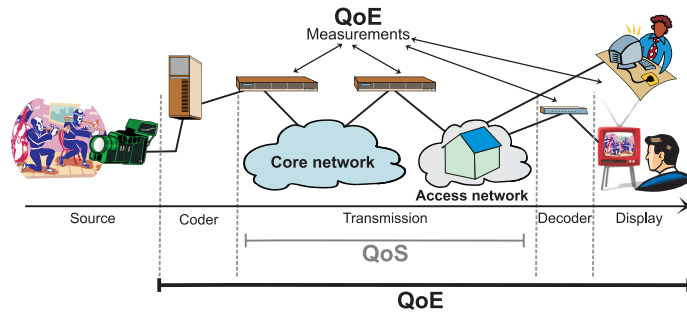 QoE
Measurements
Core network
Access network
Source
Coder
Transmission
Decoder
Display
QoS
QoE